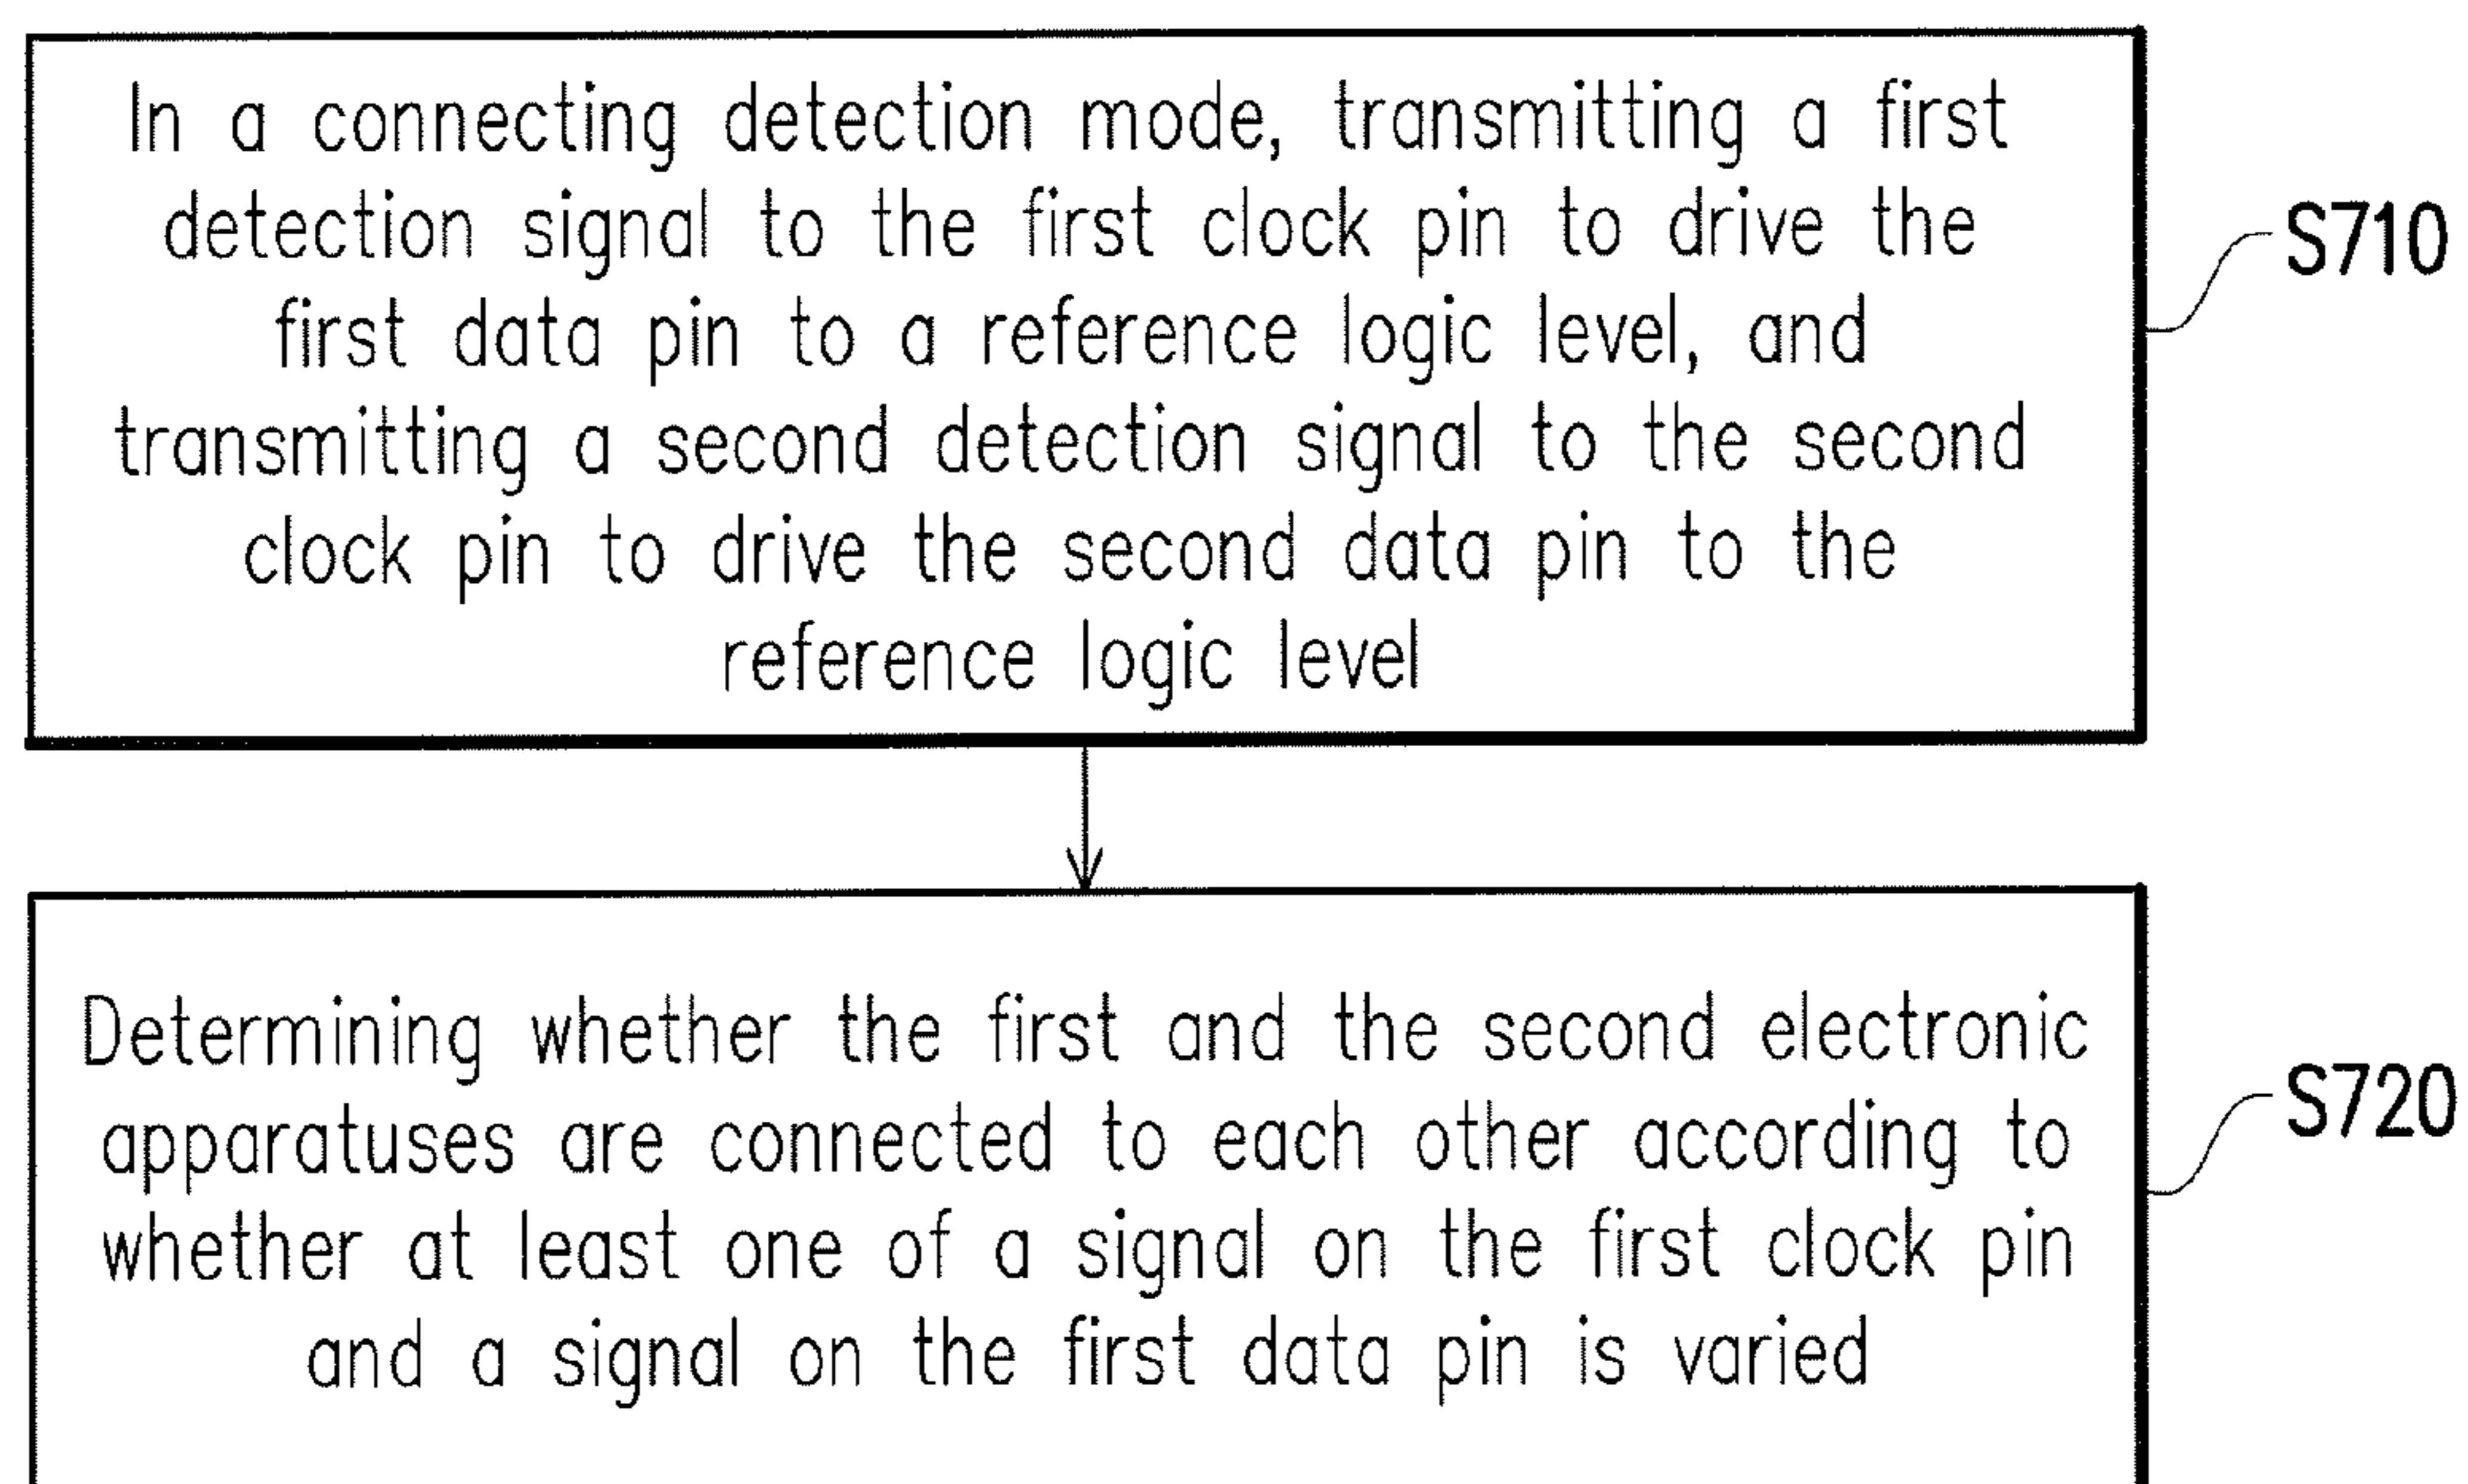 In a connecting detection mode, transmitting a first
detection signal to the first clock pin to drive the
first data pin to a reference logic level, and
transmitting a second detection signal to the second
clock pin to drive the second data pin to the
reference logic level
S710
Determining whether the first and the second electronic
apparatuses are connected to each other according to
whether at least one of a signal on the first clock pin
and a signal on the first data pin is varied
S720